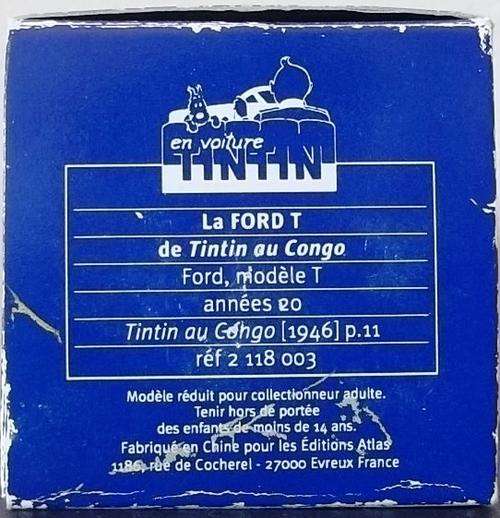 en voiture
TINTIN
La FORD T
de Tintin au Congo
Ford, modèle T
années 20
Tintin au Congo [1946] p.11
réf 2 118 003
Modèle réduit pour collectionneur adulte.
Tenir hors de portée
des enfants de moins de 14 ans.
Fabriqué en Chine pour les Éditions Atlas
1186, rue de Cocherel - 27000 Evreux France